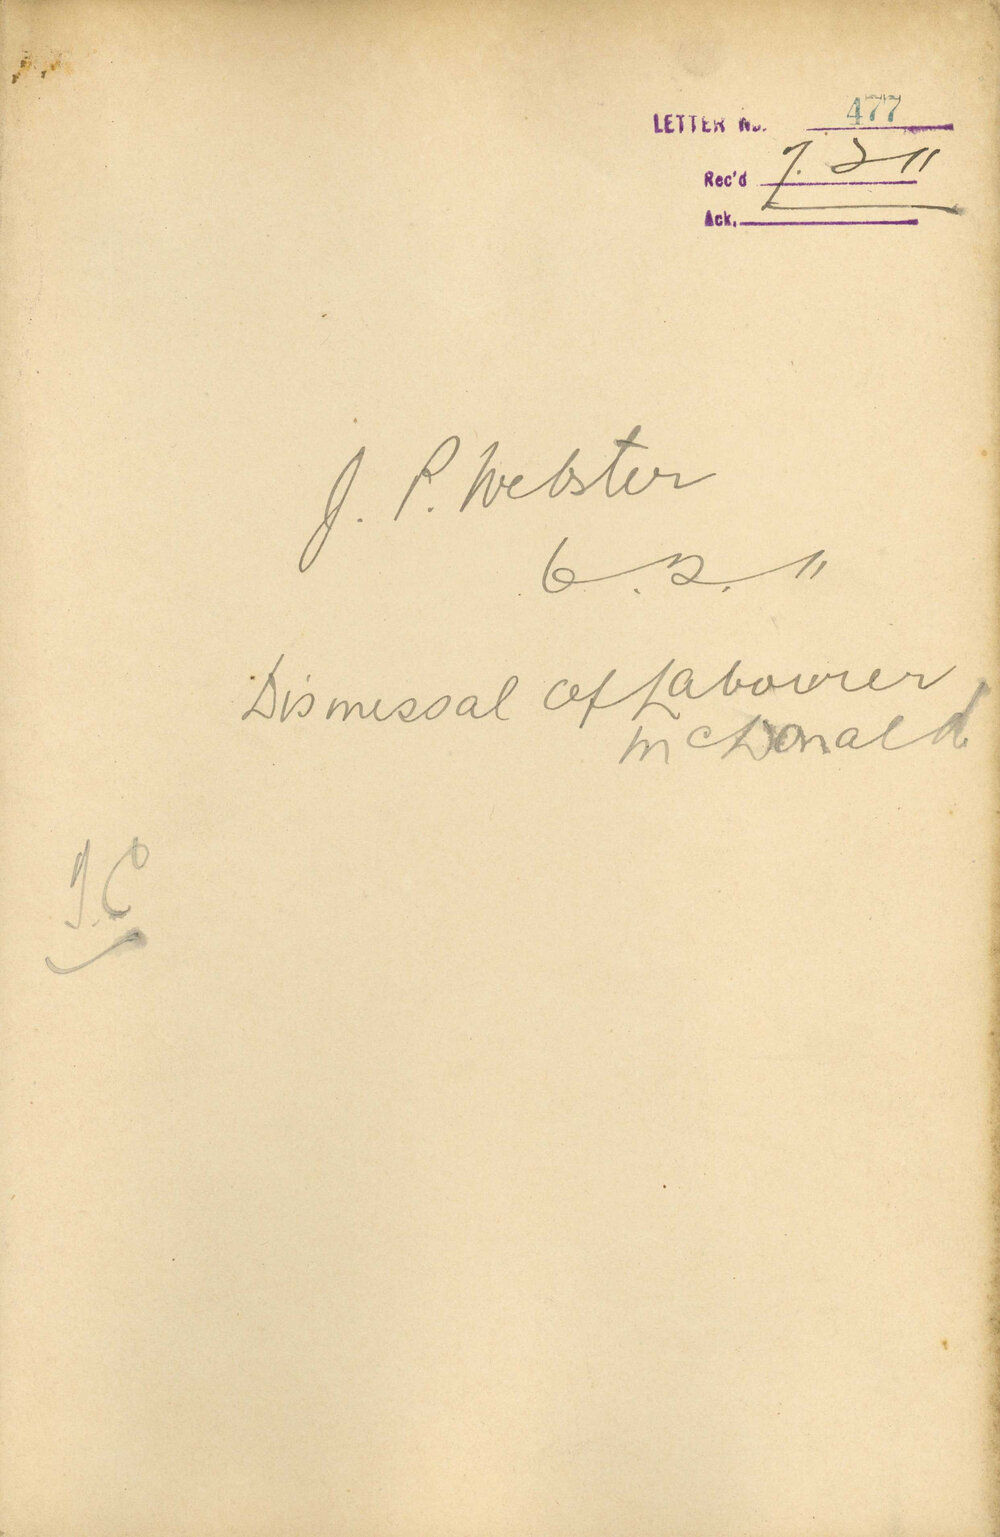 LETTER No. 477
Rec'd 7. 2 11
Ack.
J. P. Webster
6. 2. 11
Dismissal of Labourer
McDonald
T.C